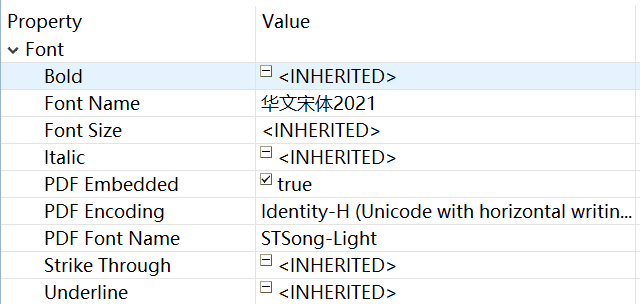 Property Value
Font
Bold <INHERITED>
Font Name 华文宋体2021
Font Size <INHERITED>
Italic <INHERITED>
PDF Embedded true
PDF Encoding Identity-H (Unicode with horizontal writin...
PDF Font Name STSong-Light
Strike Through <INHERITED>
Underline <INHERITED>